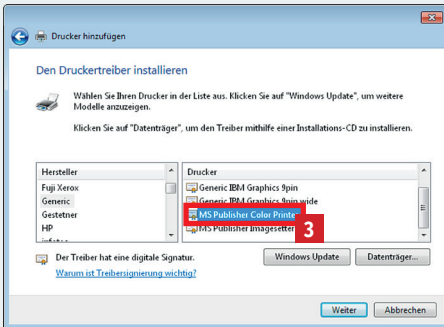 Drucker hinzufügen
Den Druckertreiber installieren
Wählen Sie Ihren Drucker in der Liste aus. Klicken Sie auf "Windows Update", um weitere
Modelle anzuzeigen.
Klicken Sie auf "Datenträger", um den Treiber mithilfe einer Installations-CD zu installieren.
Hersteller
Fuji Xerox
Generic
Gestetner
HP
Drucker
Generic IBM Graphics 9pin
Generic IBM Graphics 9pin wide
MS Publisher Color Printe
MS Publisher Imagesetter
3
Der Treiber hat eine digitale Signatur.
Warum ist Treibersignierung wichtig?
Windows Update
Datenträger...
Weiter
Abbrechen